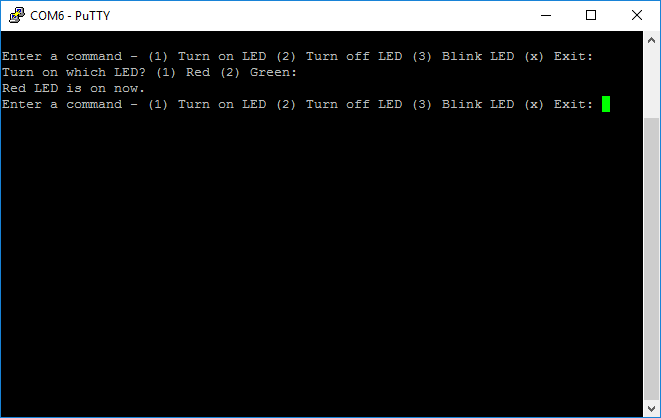 COM6 - PuTTY
Enter a command - (1) Turn on LED (2) Turn off LED (3) Blink LED (x) Exit:
Turn on which LED? (1) Red (2) Green:
Red LED is on now.
Enter a command - (1) Turn on LED (2) Turn off LED (3) Blink LED (x) Exit: